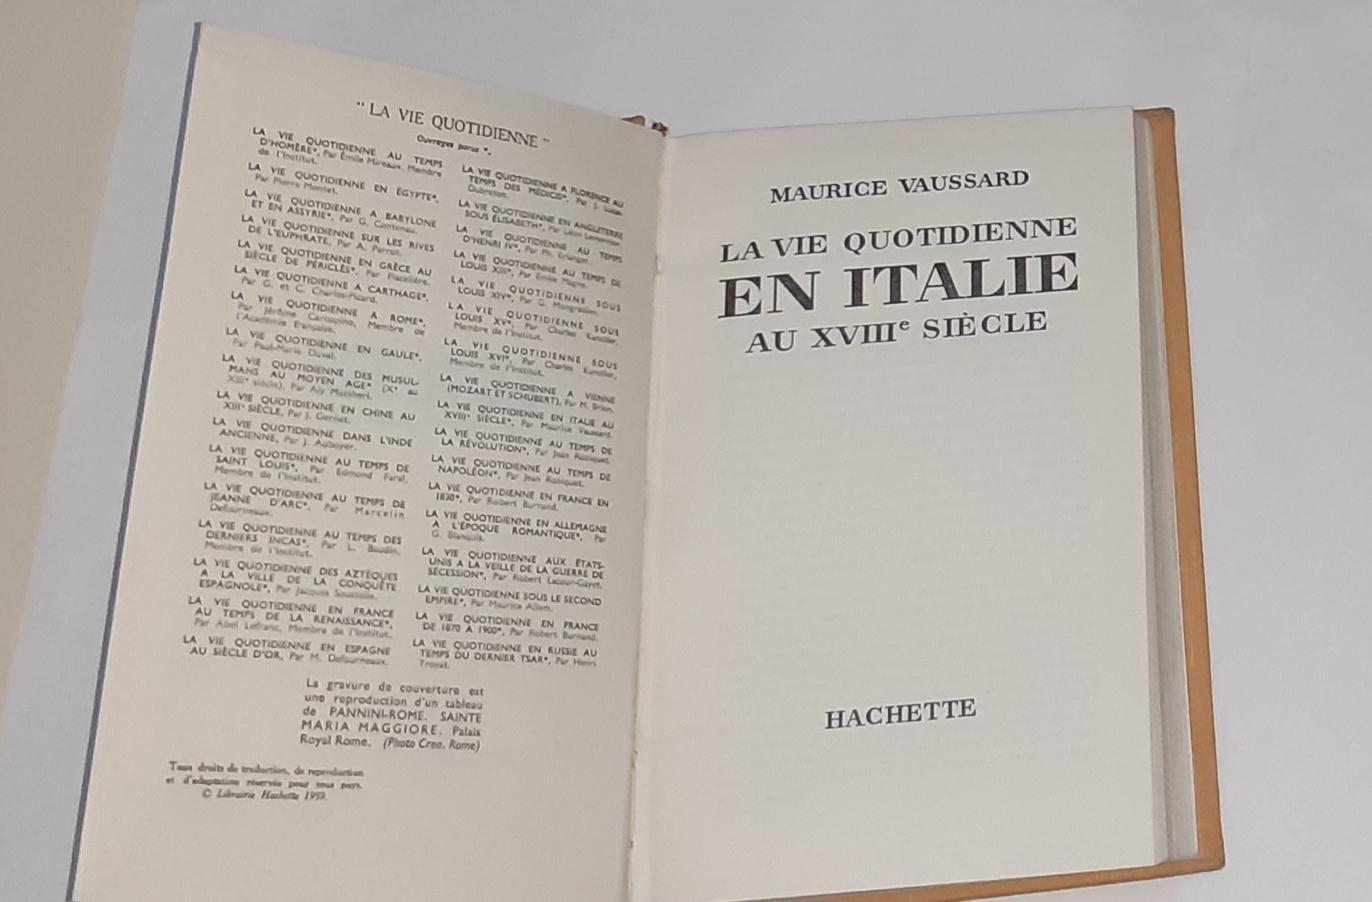 " LA VIE QUOTIDIENNE "
Ouvrages parus *.
LA VIE QUOTIDIENNE AU TEMPS
D'HOMÈRE*, Par Émile Mireaux, Membre
de l'Institut.
LA VIE QUOTIDIENNE EN ÉGYPTE*,
Par Pierre Montet.
LA VIE QUOTIDIENNE A BABYLONE
ET EN ASSYRIE*, Par G. Contenau.
LA VIE QUOTIDIENNE SUR LES RIVES
DE L'EUPHRATE, Par A. Parrot.
LA VIE QUOTIDIENNE EN GRÈCE AU
SIÈCLE DE PÉRICLÈS*, Par Flacelière.
LA VIE QUOTIDIENNE A CARTHAGE*,
Par G. et C. Charles-Picard.
LA VIE QUOTIDIENNE A ROME*,
Par Jérôme Carcopino, Membre de
l'Académie Française.
LA VIE QUOTIDIENNE EN GAULE*,
Par Paul-Marie Duval.
LA VIE QUOTIDIENNE DES MUSUL-
MANS AU MOYEN AGE* (Xe au
XIIIe siècle), Par Aly Mazahéri.
LA VIE QUOTIDIENNE EN CHINE AU
XIIIe SIÈCLE, Par J. Gernet.
LA VIE QUOTIDIENNE DANS L'INDE
ANCIENNE, Par J. Auboyer.
LA VIE QUOTIDIENNE AU TEMPS DE
SAINT LOUIS*, Par Edmond Faral,
Membre de l'Institut.
LA VIE QUOTIDIENNE AU TEMPS DE
JEANNE D'ARC*, Par Marcelin
Defourneaux.
LA VIE QUOTIDIENNE AU TEMPS DES
DERNIERS INCAS*, Par L. Baudin,
Membre de l'Institut.
LA VIE QUOTIDIENNE DES AZTÈQUES
A LA VILLE DE LA CONQUÊTE
ESPAGNOLE*, Par Jacques Soustelle.
LA VIE QUOTIDIENNE EN FRANCE
AU TEMPS DE LA RENAISSANCE*,
Par Abel Lefranc, Membre de l'Institut.
LA VIE QUOTIDIENNE EN ESPAGNE
AU SIÈCLE D'OR, Par M. Defourneaux.
LA VIE QUOTIDIENNE A FLORENCE AU
TEMPS DES MÉDICIS*, Par J. Lucas-
Dubreton.
LA VIE QUOTIDIENNE EN ANGLETERRE
SOUS ÉLISABETH*, Par Léon Lemonnier.
LA VIE QUOTIDIENNE AU TEMPS
D'HENRI IV*, Par Ph. Erlanger.
LA VIE QUOTIDIENNE AU TEMPS DE
LOUIS XIII*, Par Émile Magne.
LA VIE QUOTIDIENNE SOUS
LOUIS XIV*, Par G. Mongrédien.
LA VIE QUOTIDIENNE SOUS
LOUIS XV*, Par Charles Kunstler,
Membre de l'Institut.
LA VIE QUOTIDIENNE SOUS
LOUIS XVI*, Par Charles Kunstler,
Membre de l'Institut.
LA VIE QUOTIDIENNE A VIENNE
(MOZART ET SCHUBERT), Par M. Brion.
LA VIE QUOTIDIENNE EN ITALIE AU
XVIIIe SIÈCLE*, Par Maurice Vaussard.
LA VIE QUOTIDIENNE AU TEMPS DE
LA RÉVOLUTION*, Par Jean Robiquet.
LA VIE QUOTIDIENNE AU TEMPS DE
NAPOLÉON*, Par Jean Robiquet.
LA VIE QUOTIDIENNE EN FRANCE EN
1830*, Par Robert Burnand.
LA VIE QUOTIDIENNE EN ALLEMAGNE
A L'ÉPOQUE ROMANTIQUE*, Par
G. Bianquis.
LA VIE QUOTIDIENNE AUX ÉTATS-
UNIS A LA VEILLE DE LA GUERRE DE
SÉCESSION*, Par Robert Lacour-Gayet.
LA VIE QUOTIDIENNE SOUS LE SECOND
EMPIRE*, Par Maurice Allem.
LA VIE QUOTIDIENNE EN FRANCE
DE 1870 A 1900*, Par Robert Burnand.
LA VIE QUOTIDIENNE EN RUSSIE AU
TEMPS DU DERNIER TSAR*, Par Henri
Troyat.
La gravure de couverture est
une reproduction d'un tableau
de PANNINI-ROME. SAINTE
MARIA MAGGIORE. Palais
Royal Rome. (Photo Crea. Rome)
Tous droits de traduction, de reproduction
et d'adaptation réservés pour tous pays.
© Librairie Hachette 1959.
MAURICE VAUSSARD
LA VIE QUOTIDIENNE
EN ITALIE
AU XVIIIe SIÈCLE
HACHETTE